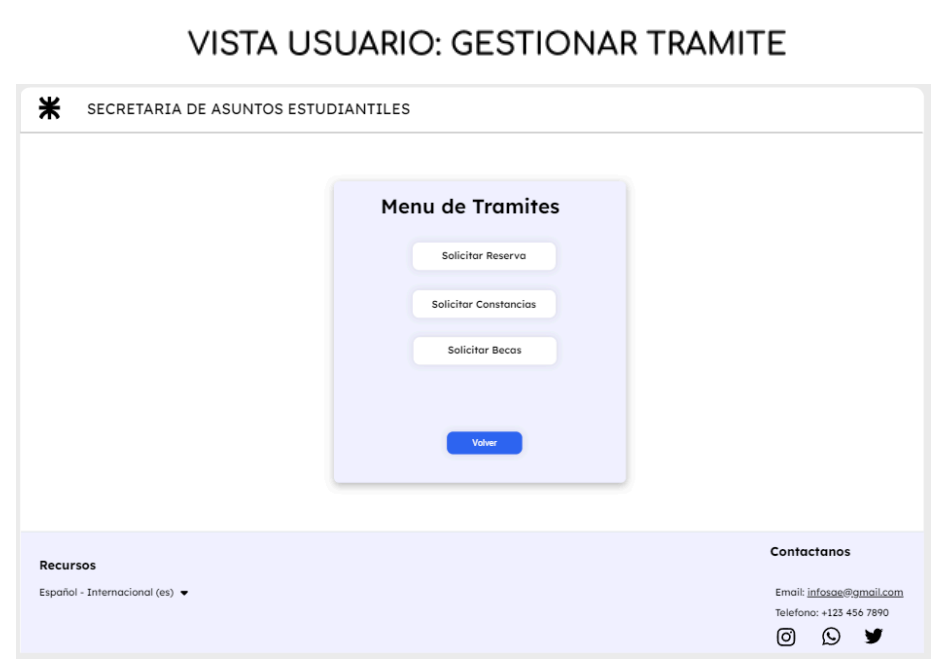 VISTA USUARIO: GESTIONAR TRAMITE
SECRETARIA DE ASUNTOS ESTUDIANTILES
Menu de Tramites
Solicitar Reserva
Solicitar Constancias
Solicitar Becas
Volver
Recursos
Español - Internacional (es)
Contactanos
Email: infosae@gmail.com
Telefono: +123 456 7890